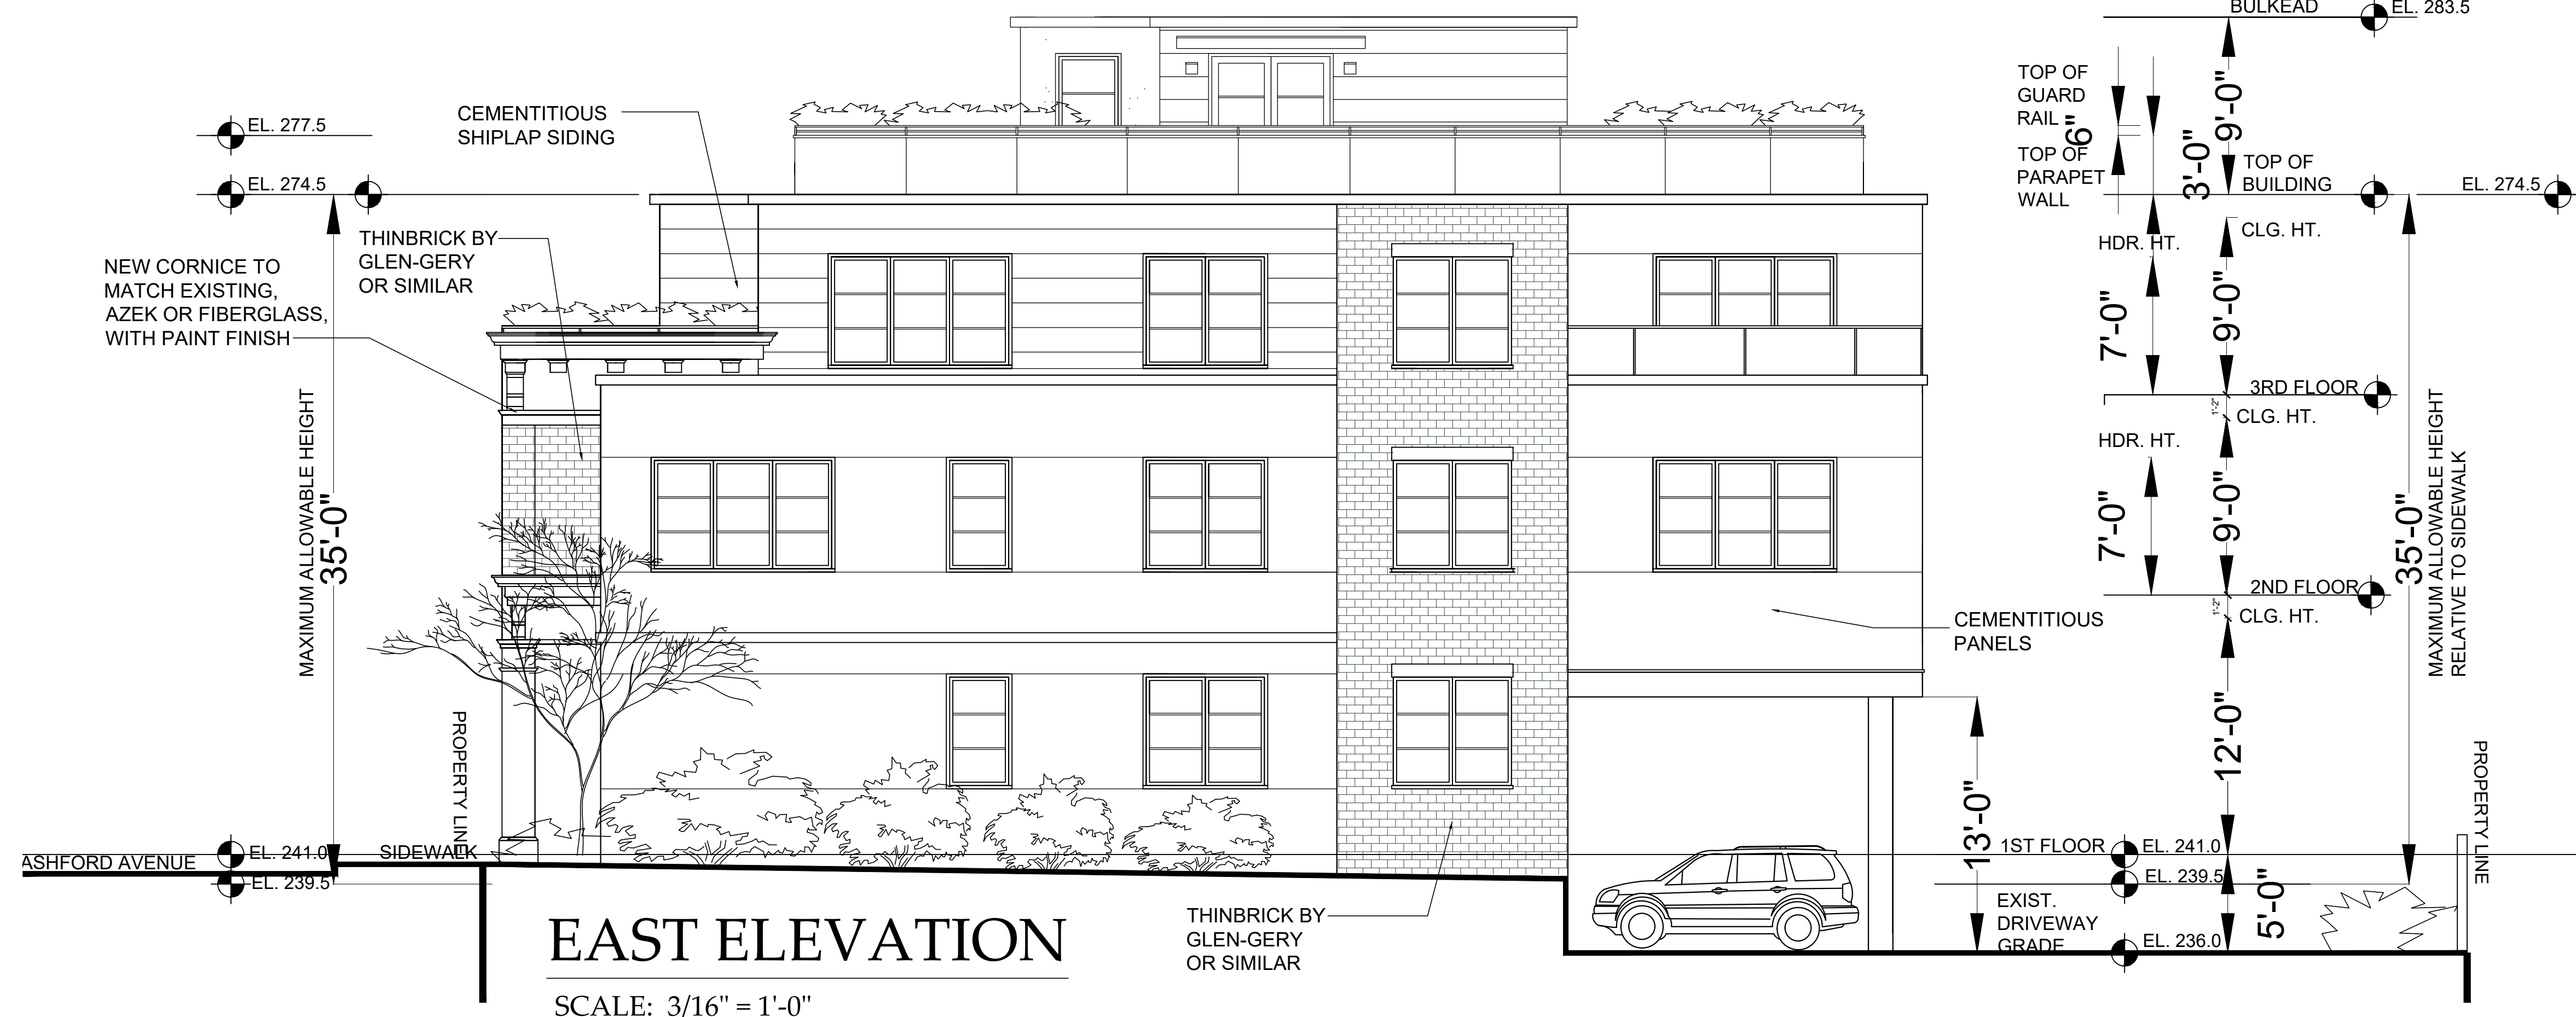 BULKEAD
EL. 283.5
TOP OF
GUARD
RAIL
6"
TOP OF
PARAPET
WALL
3'-0"
9'-0"
TOP OF
BUILDING
EL. 274.5
EL. 277.5
EL. 274.5
CEMENTITIOUS
SHIPLAP SIDING
THINBRICK BY
GLEN-GERY
OR SIMILAR
NEW CORNICE TO
MATCH EXISTING,
AZEK OR FIBERGLASS,
WITH PAINT FINISH
MAXIMUM ALLOWABLE HEIGHT
35'-0"
HDR. HT.
CLG. HT.
7'-0"
9'-0"
3RD FLOOR
1'-2"
CLG. HT.
HDR. HT.
7'-0"
9'-0"
2ND FLOOR
1'-2"
CLG. HT.
35'-0"
MAXIMUM ALLOWABLE HEIGHT
RELATIVE TO SIDEWALK
CEMENTITIOUS
PANELS
12'-0"
13'-0"
PROPERTY LINE
PROPERTY LINE
ASHFORD AVENUE
EL. 241.0
SIDEWALK
EL. 239.5
1ST FLOOR
EL. 241.0
EL. 239.5
EXIST.
DRIVEWAY
GRADE
EL. 236.0
5'-0"
THINBRICK BY
GLEN-GERY
OR SIMILAR
EAST ELEVATION
SCALE: 3/16" = 1'-0"